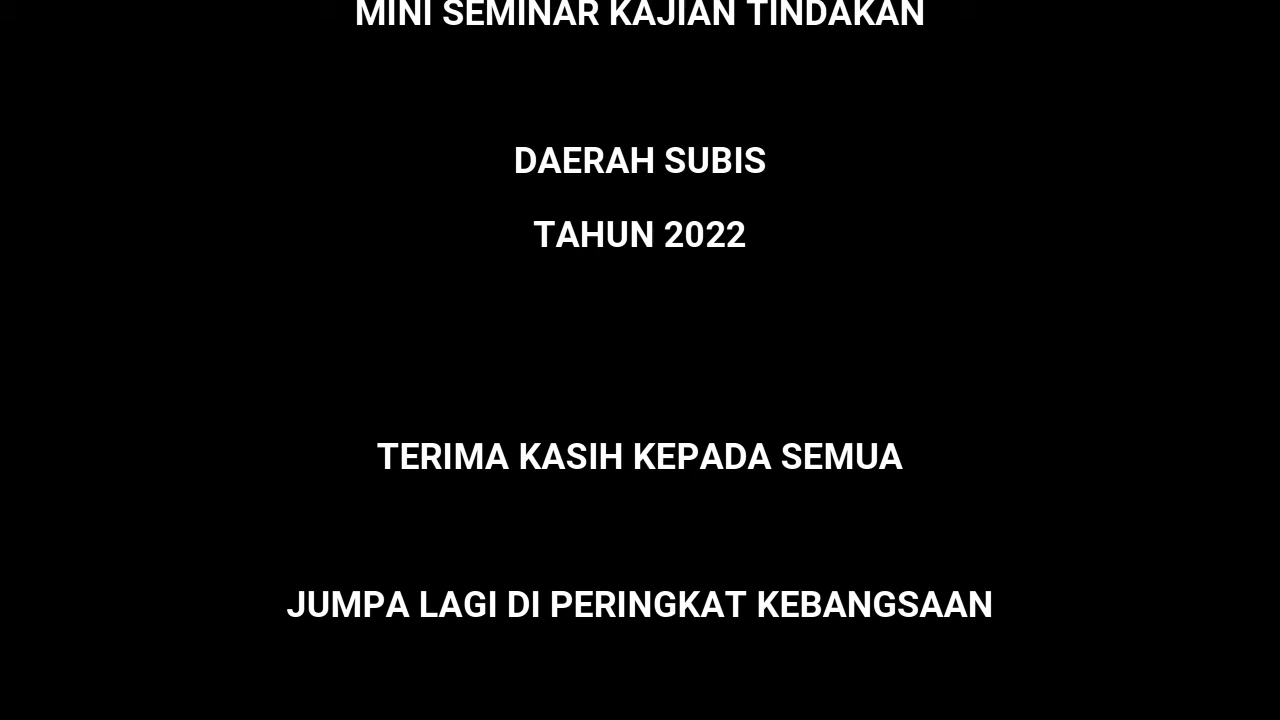 MINI SEMINAR KAJIAN TINDAKAN
DAERAH SUBIS
TAHUN 2022
TERIMA KASIH KEPADA SEMUA
JUMPA LAGI DI PERINGKAT KEBANGSAAN